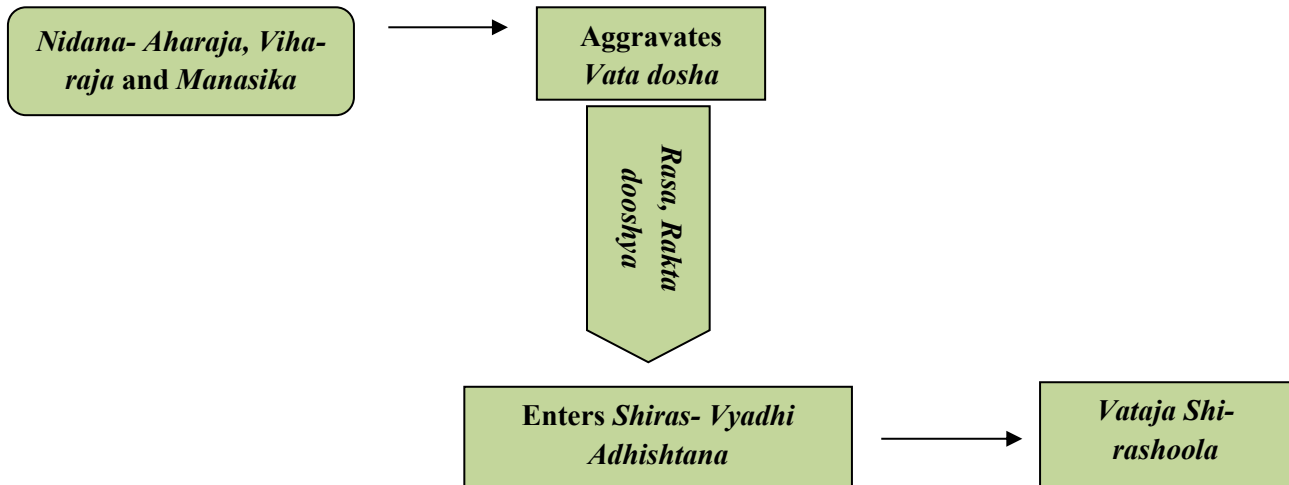 Nidana- Aharaja, Viha-
raja and Manasika
Aggravates
Vata dosha
Rasa, Rakta
dooshya
Enters Shiras- Vyadhi
Adhishtana
Vataja Shi-
rashoola